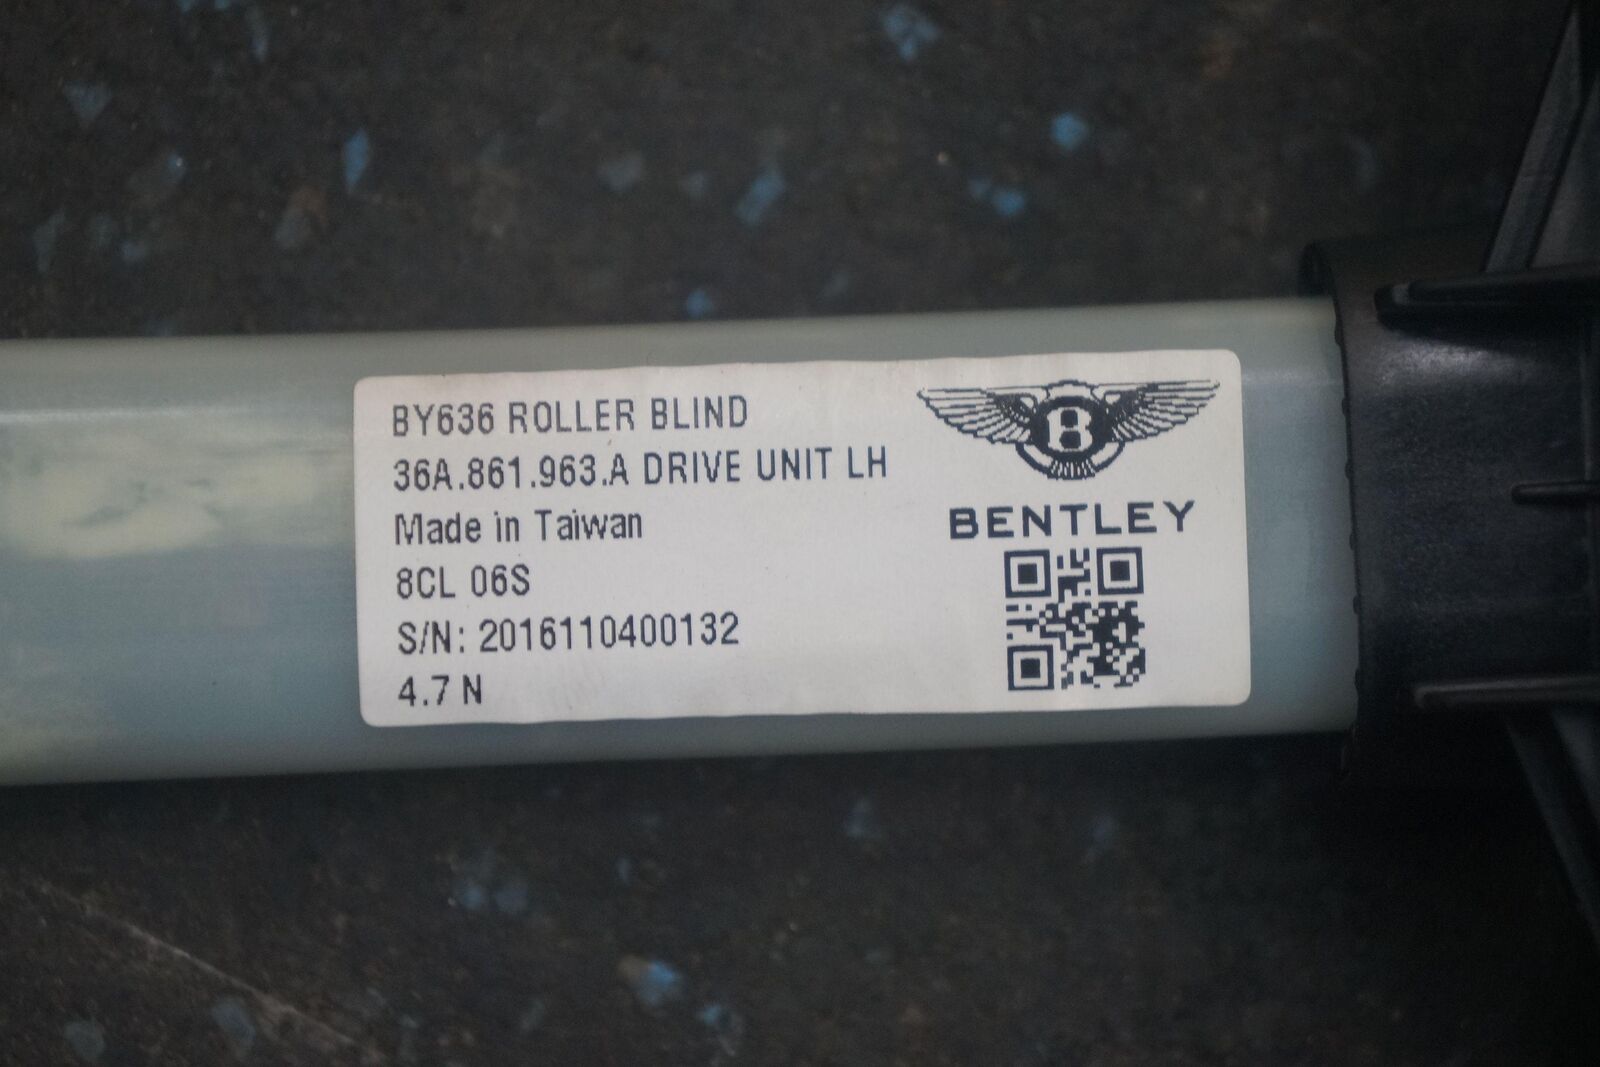 BY636 ROLLER BLIND
36A.861.963.A DRIVE UNIT LH
Made in Taiwan
8CL 06S
S/N: 2016110400132
4.7 N
B
BENTLEY